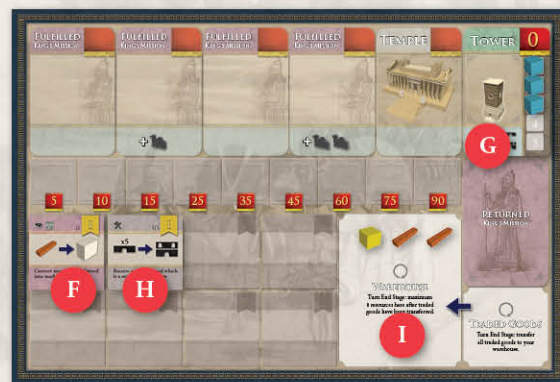 FULFILLED
KING'S MISSION
FULFILLED
KING'S MISSION
FULFILLED
KING'S MISSION
FULFILLED
KING'S MISSION
TEMPLE
TOWER
0
+
+
4
5
G
5
10
15
25
35
45
60
75
90
RETURNED
KING'S MISSION
F
x5
H
WAREHOUSE
Turn End Stage: maximum
8 resources here after traded
goods have been transferred.
I
TRADED GOODS
Turn End Stage: transfer
all traded goods to your
warehouse.